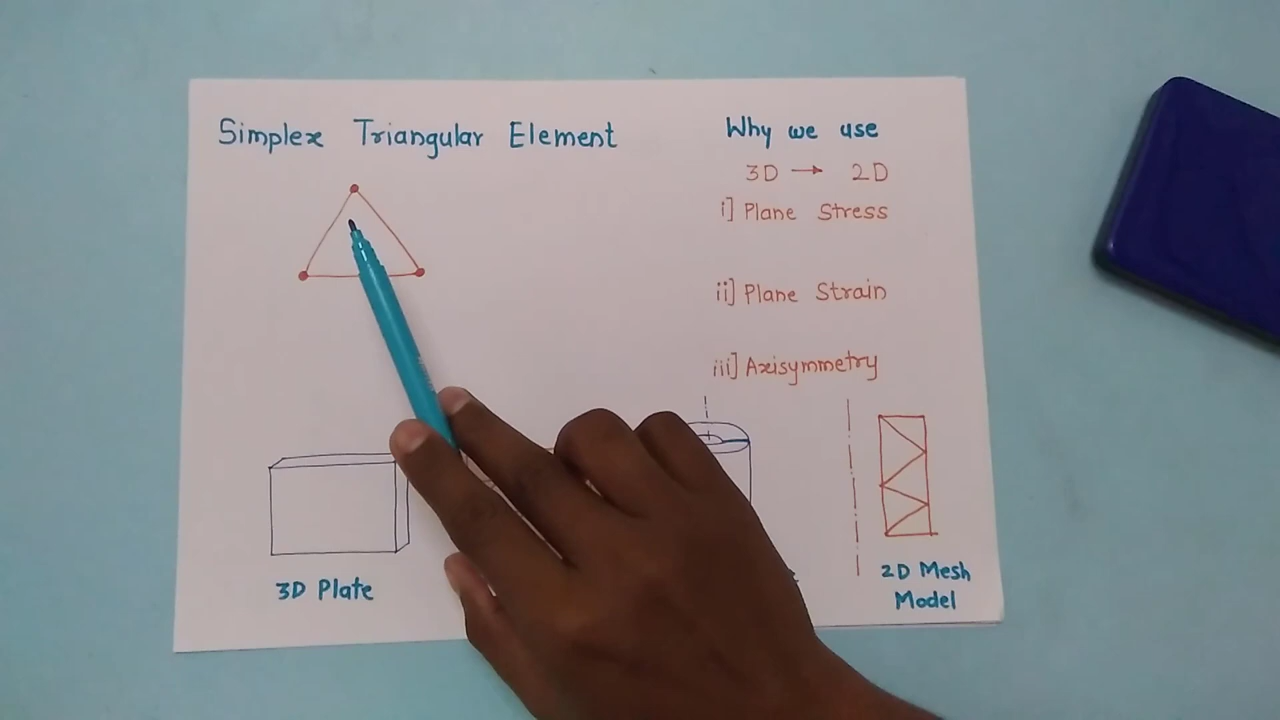 Simplex Triangular Element
Why we use
3D → 2D
i] Plane Stress
ii] Plane Strain
iii] Axisymmetry
3D Plate
2D Mesh
Model